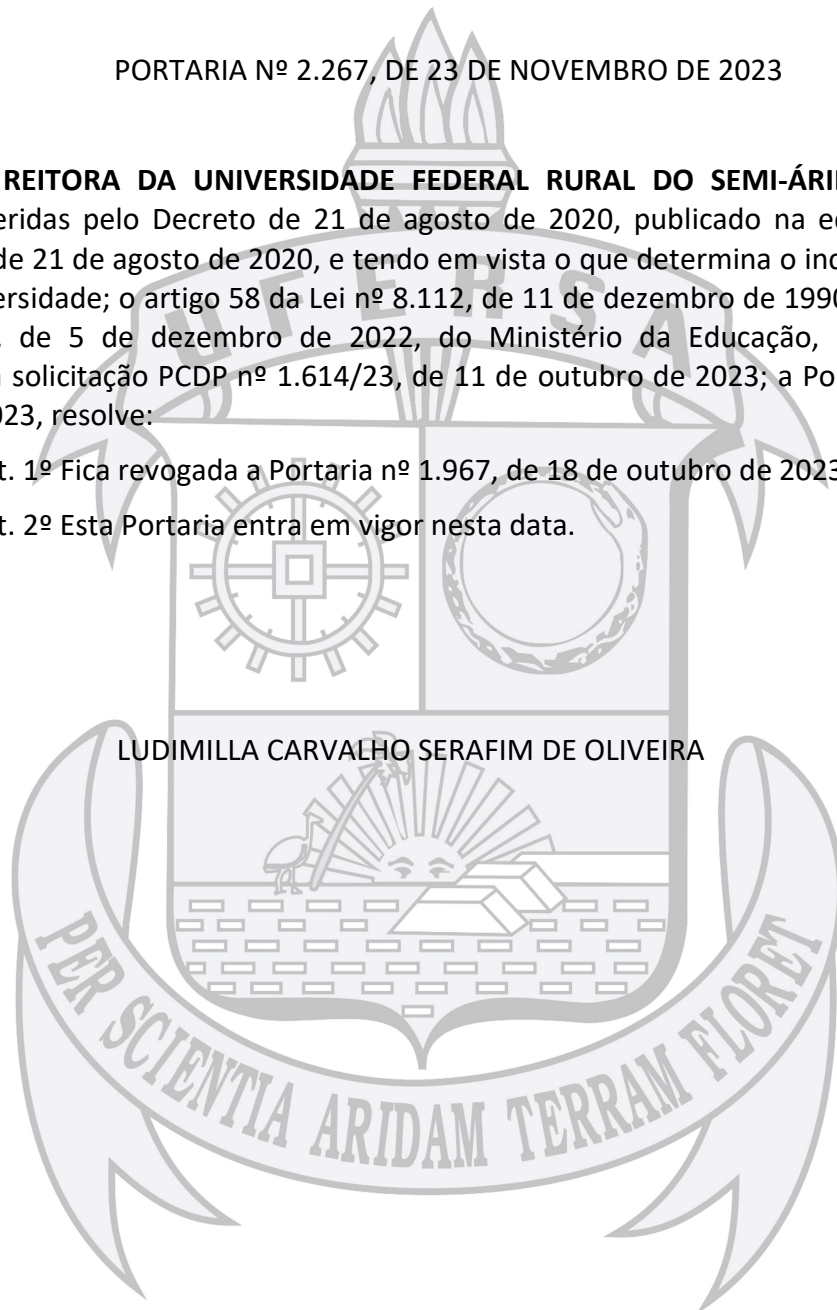 PORTARIA Nº 2.267, DE 23 DE NOVEMBRO DE 2023
REITORA DA UNIVERSIDADE FEDERAL RURAL DO SEMI-ÁRI
eridas pelo Decreto de 21 de agosto de 2020, publicado na e
de 21 de agosto de 2020, e tendo em vista o que determina o inc
ersidade; o artigo 58 da Lei nº 8.112, de 11 de dezembro de 1990
, de 5 de dezembro de 2022, do Ministério da Educação,
solicitação PCDP nº 1.614/23, de 11 de outubro de 2023; a Po
023, resolve:
t. 1º Fica revogada a Portaria nº 1.967, de 18 de outubro de 2023
t. 2º Esta Portaria entra em vigor nesta data.
UFERSA
LUDIMILLA CARVALHO SERAFIM DE OLIVEIRA
PER SCIENTIA ARIDAM TERRAM FLORET